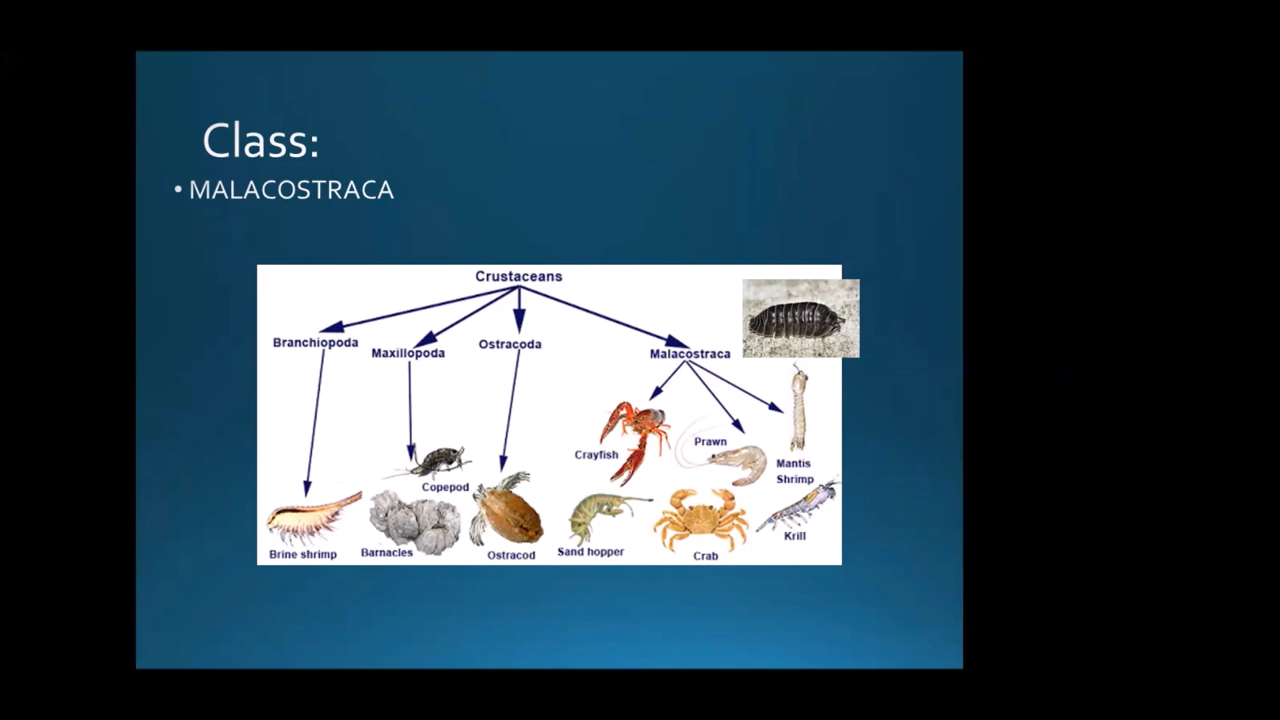 Class:
• MALACOSTRACA
Crustaceans
Branchiopoda
Maxillopoda
Ostracoda
Malacostraca
Crayfish
Prawn
Mantis
Shrimp
Copepod
Krill
Brine shrimp
Barnacles
Ostracod
Sand hopper
Crab